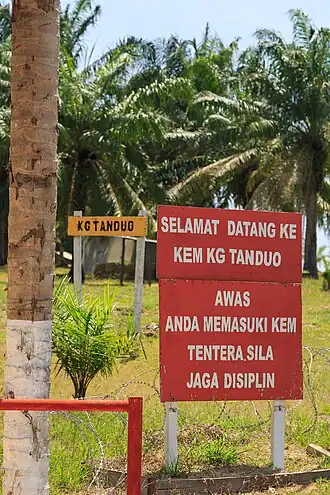 KG TANDUO
SELAMAT DATANG KE
KEM KG TANDUO
AWAS
ANDA MEMASUKI KEM
TENTERA, SILA
JAGA DISIPLIN